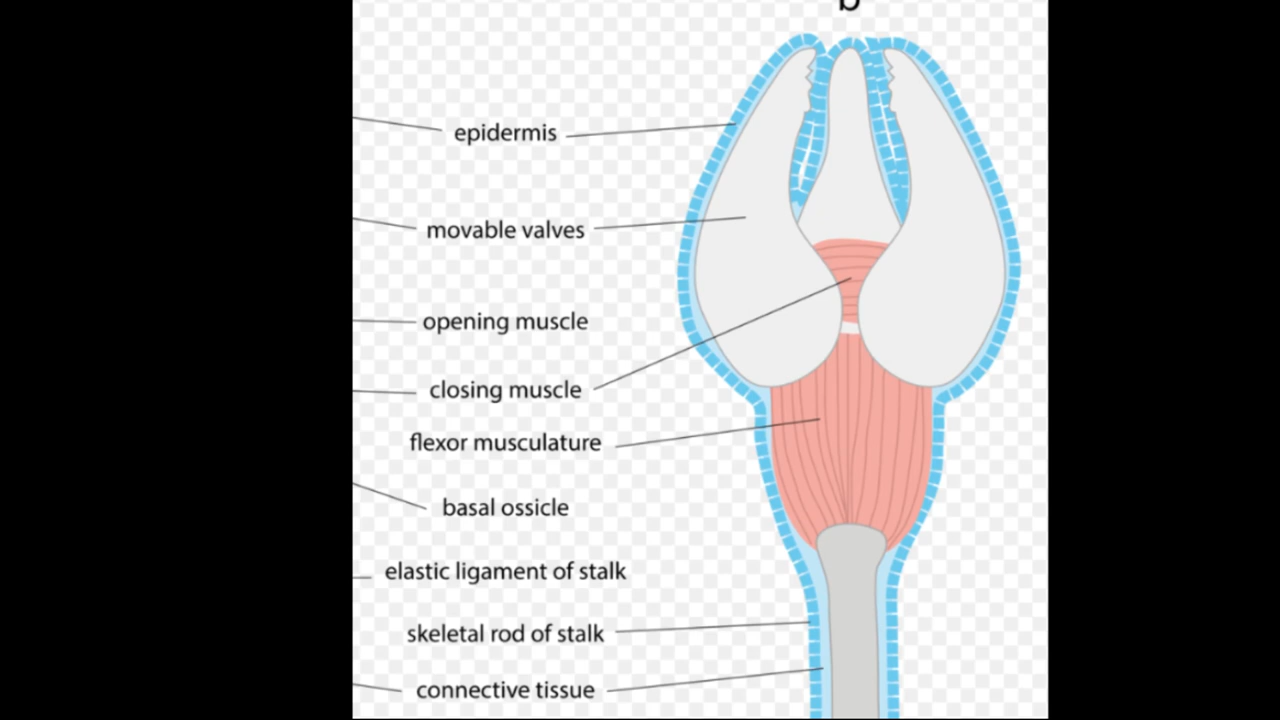 b
epidermis
movable valves
opening muscle
closing muscle
flexor musculature
basal ossicle
elastic ligament of stalk
skeletal rod of stalk
connective tissue